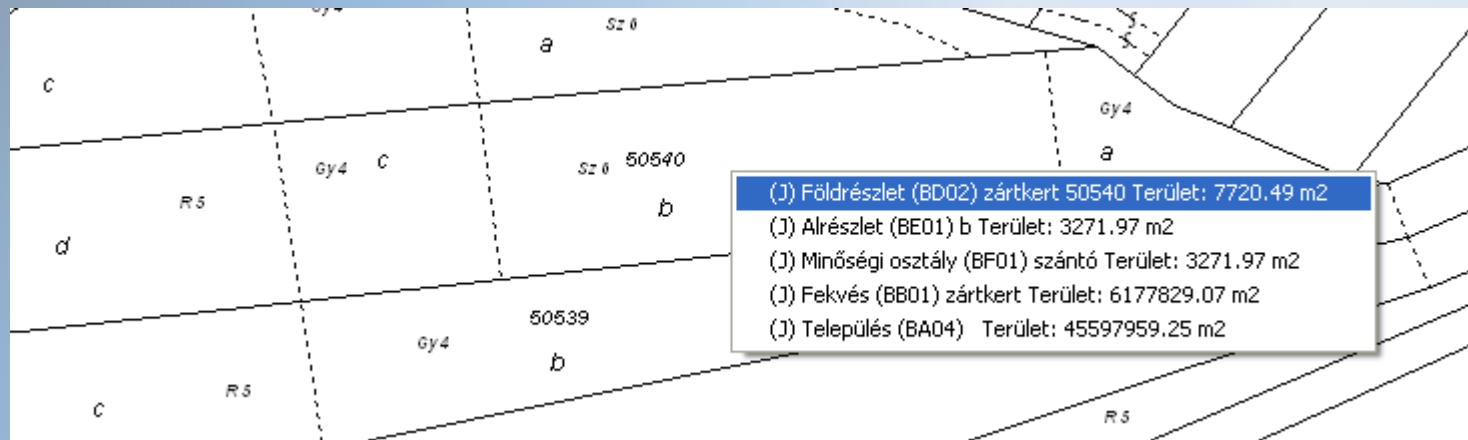 Gy4
Sz 6
a
c
Gy4
a
Gy4
c
Sz 6
50540
b
R 5
d
(J) Földrészlet (BD02) zártkert 50540 Terület: 7720.49 m2
(J) Alrészlet (BE01) b Terület: 3271.97 m2
(J) Minőségi osztály (BF01) szántó Terület: 3271.97 m2
(J) Fekvés (BB01) zártkert Terület: 6177829.07 m2
(J) Település (BA04) Terület: 45597959.25 m2
50539
Gy4
b
R 5
c
R 5